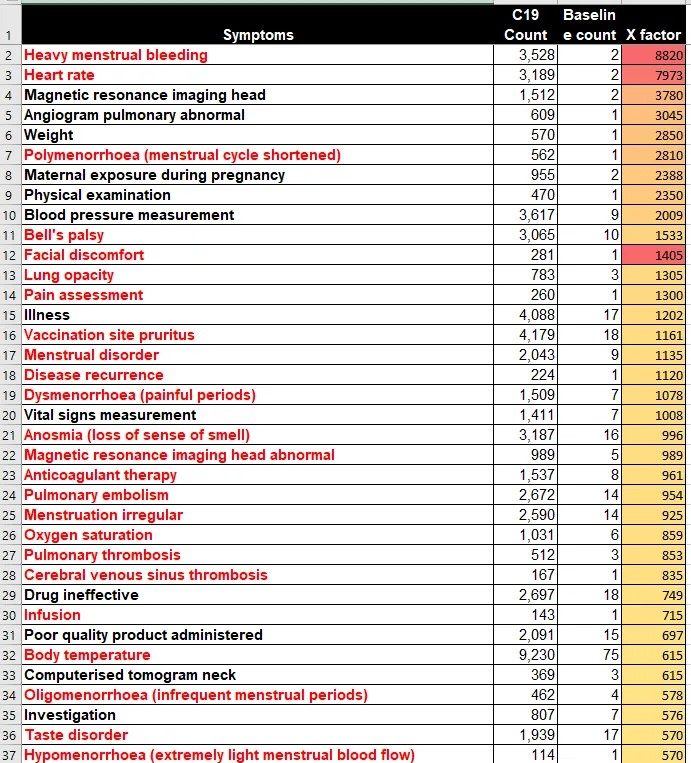 1 Symptoms C19 Count Baselin e count X factor
2 Heavy menstrual bleeding 3,528 2 8820
3 Heart rate 3,189 2 7973
4 Magnetic resonance imaging head 1,512 2 3780
5 Angiogram pulmonary abnormal 609 1 3045
6 Weight 570 1 2850
7 Polymenorrhoea (menstrual cycle shortened) 562 1 2810
8 Maternal exposure during pregnancy 955 2 2388
9 Physical examination 470 1 2350
10 Blood pressure measurement 3,617 9 2009
11 Bell's palsy 3,065 10 1533
12 Facial discomfort 281 1 1405
13 Lung opacity 783 3 1305
14 Pain assessment 260 1 1300
15 Illness 4,088 17 1202
16 Vaccination site pruritus 4,179 18 1161
17 Menstrual disorder 2,043 9 1135
18 Disease recurrence 224 1 1120
19 Dysmenorrhoea (painful periods) 1,509 7 1078
20 Vital signs measurement 1,411 7 1008
21 Anosmia (loss of sense of smell) 3,187 16 996
22 Magnetic resonance imaging head abnormal 989 5 989
23 Anticoagulant therapy 1,537 8 961
24 Pulmonary embolism 2,672 14 954
25 Menstruation irregular 2,590 14 925
26 Oxygen saturation 1,031 6 859
27 Pulmonary thrombosis 512 3 853
28 Cerebral venous sinus thrombosis 167 1 835
29 Drug ineffective 2,697 18 749
30 Infusion 143 1 715
31 Poor quality product administered 2,091 15 697
32 Body temperature 9,230 75 615
33 Computerised tomogram neck 369 3 615
34 Oligomenorrhoea (infrequent menstrual periods) 462 4 578
35 Investigation 807 7 576
36 Taste disorder 1,939 17 570
37 Hypomenorrhoea (extremely light menstrual blood flow) 114 1 570